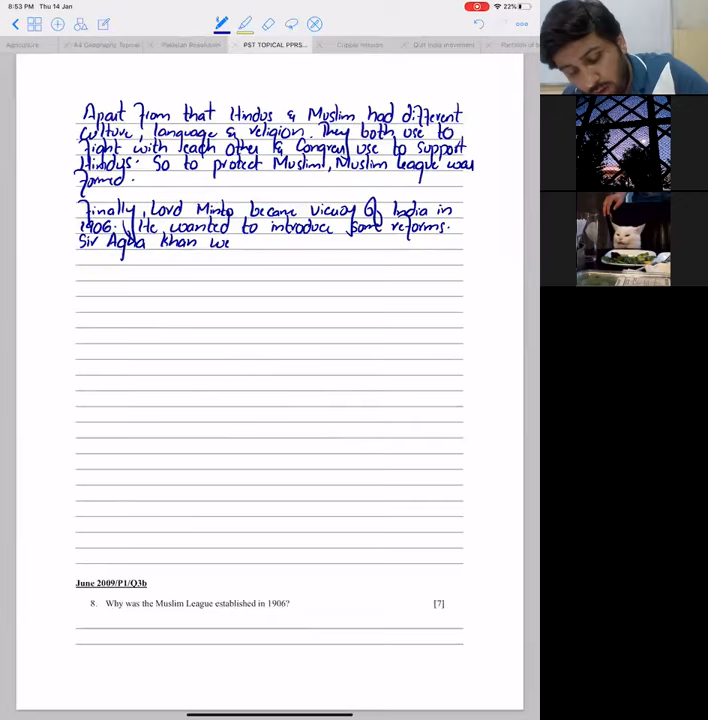 8:53 PM Thu 14 Jan
22%
Agriculture
A4 Geography Topical
Pakistan Resolution
PST TOPICAL PPRS...
Cripps mission
Quit India movement
Partition of b
Apart from that Hindus & Muslim had different
culture, language & religion. They both use to
fight with each other & Congress use to support
Hindus. So to protect Muslims, Muslim league was
formed.
Finally, Lord Minto became viceroy of India in
1906. He wanted to introduce some reforms.
Sir Agha khan we
June 2009/P1/Q3b
8. Why was the Muslim League established in 1906? [7]